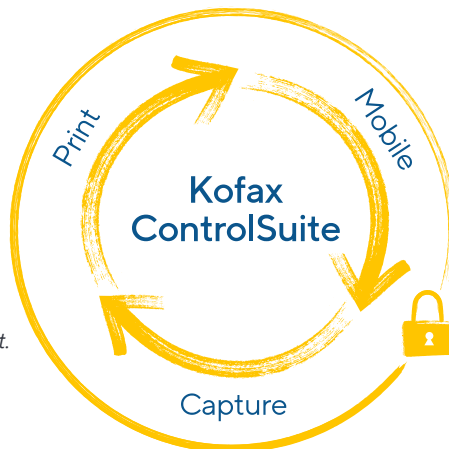 Print
Mobile
Kofax
ControlSuite
t.
Capture